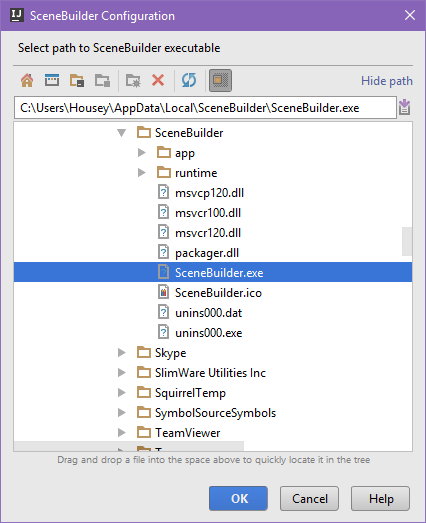 IJ SceneBuilder Configuration
Select path to SceneBuilder executable
Hide path
C:\Users\Housey\AppData\Local\SceneBuilder\SceneBuilder.exe
SceneBuilder
app
runtime
msvcp120.dll
msvcr100.dll
msvcr120.dll
packager.dll
SceneBuilder.exe
SceneBuilder.ico
unins000.dat
unins000.exe
Skype
SlimWare Utilities Inc
SquirrelTemp
SymbolSourceSymbols
TeamViewer
Drag and drop a file into the space above to quickly locate it in the tree
OK Cancel Help